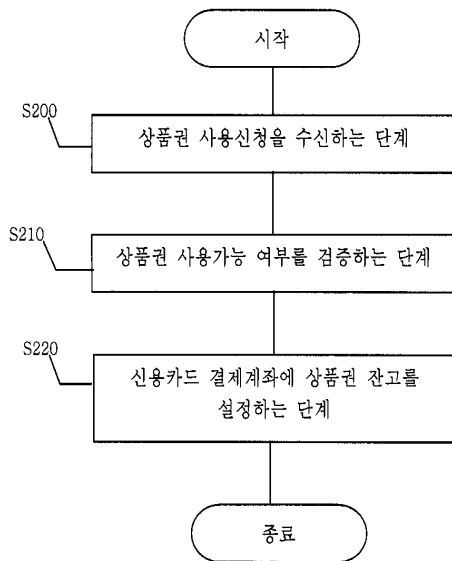 시작
S200
상품권 사용신청을 수신하는 단계
S210
상품권 사용가능 여부를 검증하는 단계
S220
신용카드 결제계좌에 상품권 잔고를
설정하는 단계
종료